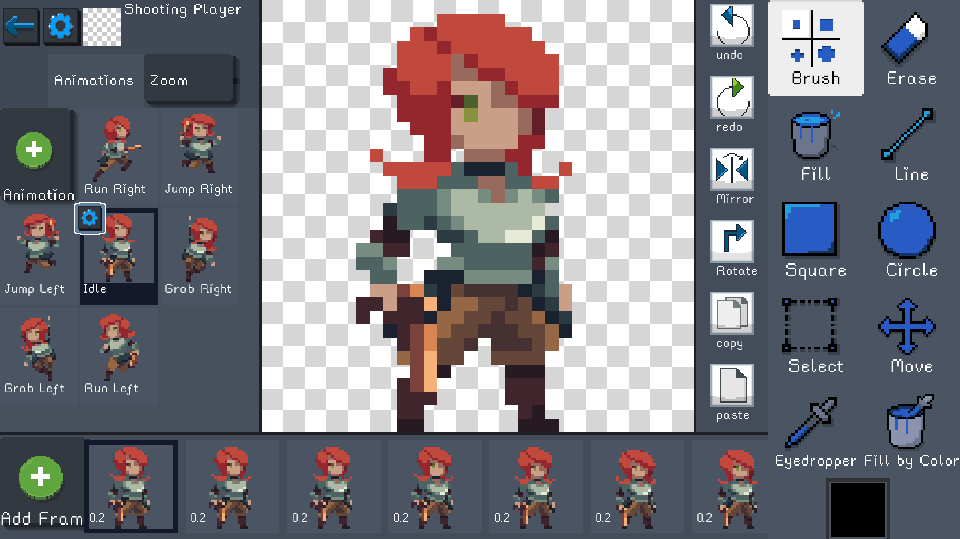 Shooting Player
Animations
Zoom
Animation
Run Right
Jump Right
Jump Left
Idle
Grab Right
Grab Left
Run Left
undo
redo
Mirror
Rotate
copy
paste
Brush
Erase
Fill
Line
Square
Circle
Select
Move
Eyedropper
Fill by Color
Add Fram
0.2
0.2
0.2
0.2
0.2
0.2
0.2